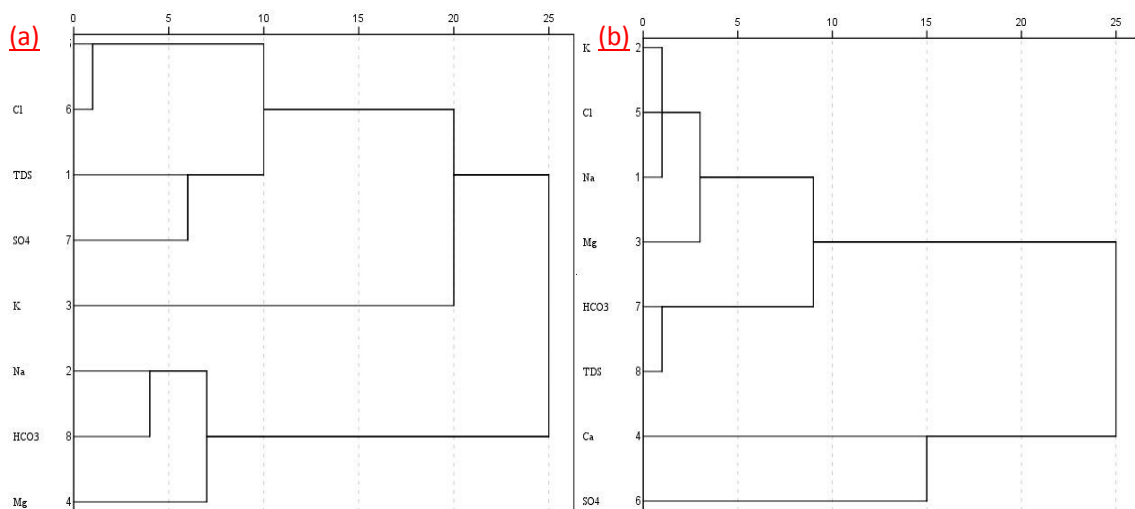 0 5 10 15 20 25
(a)
Cl 6
TDS 1
SO4 7
K 3
Na 2
HCO3 8
Mg 4
0 5 10 15 20 25
(b)
K 2
Cl 5
Na 1
Mg 3
HCO3 7
TDS 8
Ca 4
SO4 6